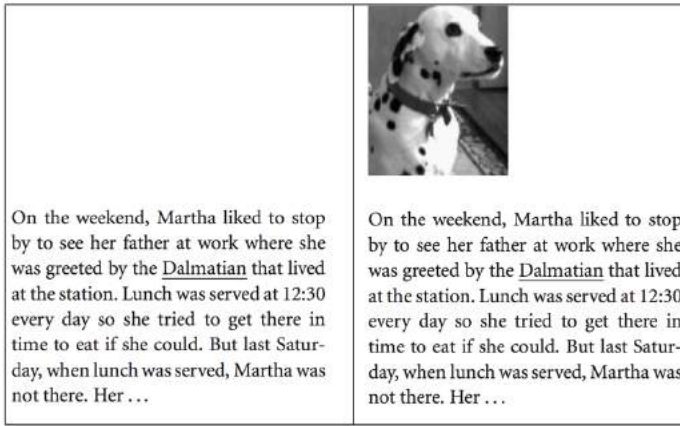 On the weekend, Martha liked to stop
by to see her father at work where she
was greeted by the Dalmatian that lived
at the station. Lunch was served at 12:30
every day so she tried to get there in
time to eat if she could. But last Satur-
day, when lunch was served, Martha was
not there. Her ...
On the weekend, Martha liked to stop
by to see her father at work where she
was greeted by the Dalmatian that lived
at the station. Lunch was served at 12:30
every day so she tried to get there in
time to eat if she could. But last Satur-
day, when lunch was served, Martha was
not there. Her ...